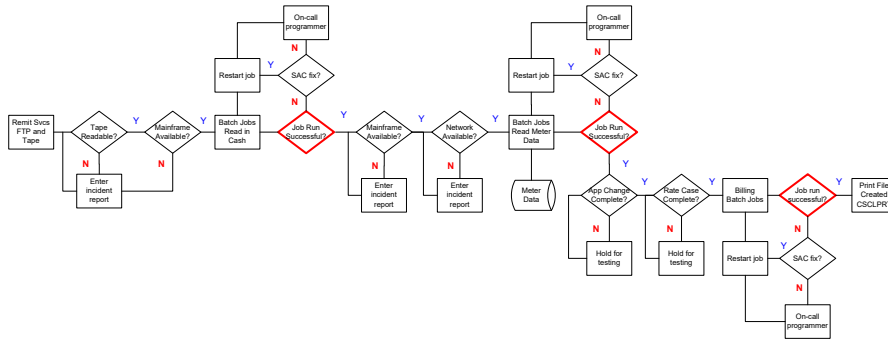 On-call
programmer
N
SAC fix?
Y
Restart job
N
Remit Svcs
FTP and
Tape
Tape
Readable?
Y
Mainframe
Available?
Y
Batch Jobs
Read in
Cash
Job Run
Successful?
Y
N
N
Enter
incident
report
Mainframe
Available?
Y
Network
Available?
Y
N
N
Enter
incident
report
Enter
incident
report
On-call
programmer
N
SAC fix?
Y
Restart job
N
Batch Jobs
Read Meter
Data
Job Run
Successful?
Meter
Data
Y
App Change
Complete?
Y
Rate Case
Complete?
Y
N
N
Hold for
testing
Hold for
testing
Billing
Batch Jobs
Job run
successful?
Y
Print File
Created
CSCLPRT
N
Restart job
Y
SAC fix?
N
On-call
programmer